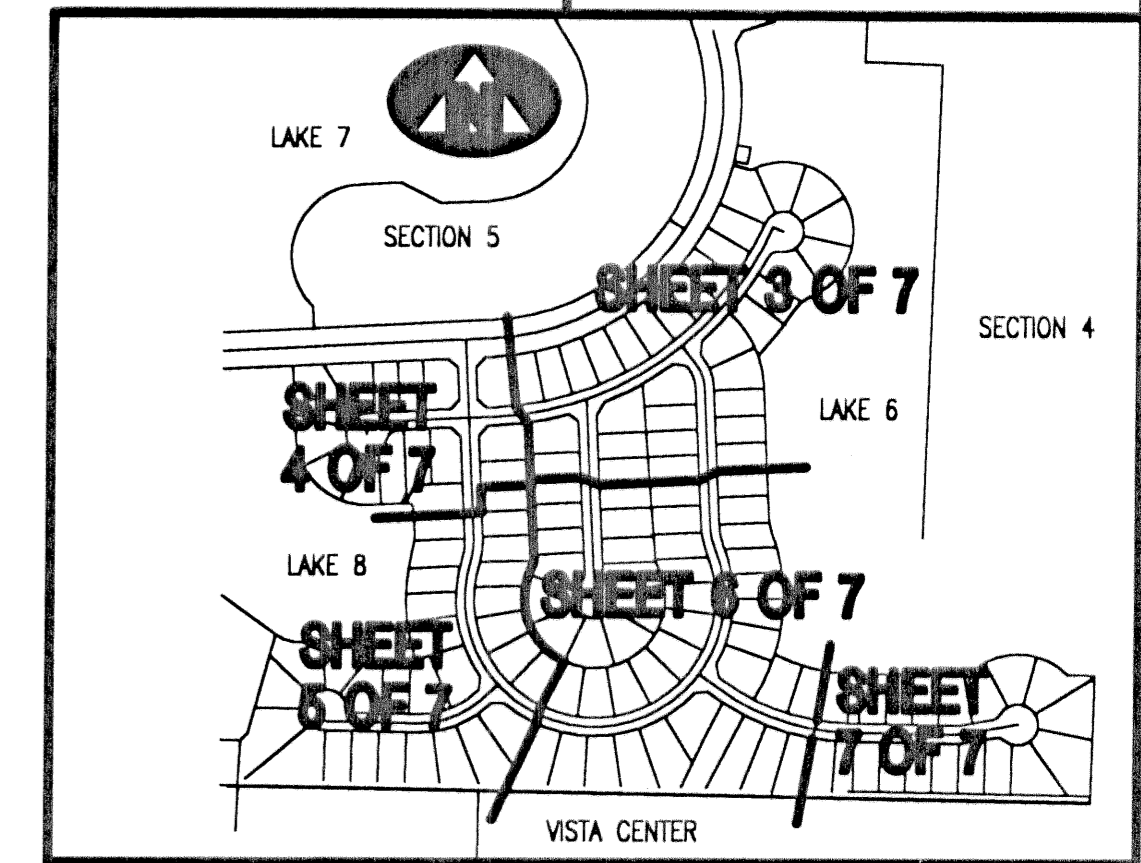 N
LAKE 7
SECTION 5
SHEET 3 OF 7
SECTION 4
SHEET
4 OF 7
LAKE 6
LAKE 8
SHEET 6 OF 7
SHEET
5 OF 7
SHEET
7 OF 7
VISTA CENTER